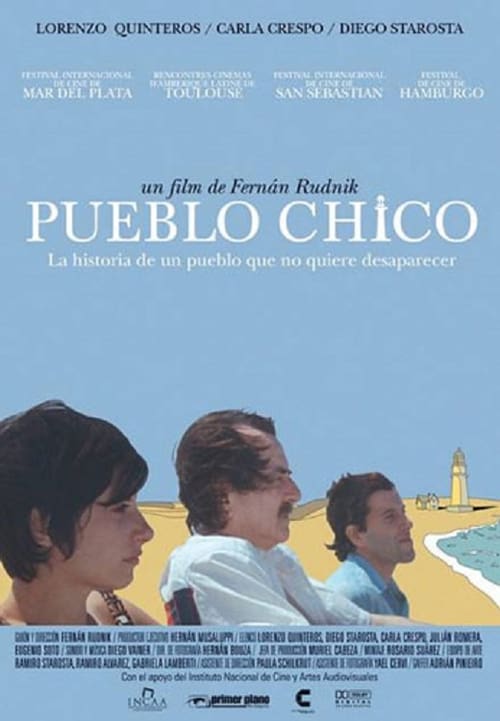 LORENZO QUINTEROS / CARLA CRESPO / DIEGO STAROSTA
FESTIVAL INTERNACIONAL DE CINE DE MAR DEL PLATA
RENCONTRES CINEMAS D'AMERIQUE LATINE DE TOULOUSE
FESTIVAL INTERNACIONAL DE CINE DE SAN SEBASTIAN
FESTIVAL DE CINE DE HAMBURGO
un film de Fernán Rudnik
PUEBLO CHICO
La historia de un pueblo que no quiere desaparecer
GUIÓN Y DIRECCIÓN FERNÁN RUDNIK / PRODUCTOR EJECUTIVO HERNÁN MUSALUPPI / ELENCO LORENZO QUINTEROS, DIEGO STAROSTA, CARLA CRESPO, JULIÁN ROMERA,
EUGENIO SOTO / SONIDO Y MÚSICA DIEGO VAINER / DIR. DE FOTOGRAFÍA HERNÁN BOUZA / JEFA DE PRODUCCIÓN MURIEL CABEZA / MONTAJE ROSARIO SUÁREZ / EQUIPO DE ARTE
RAMIRO STAROSTA, RAMIRO ALVAREZ, GABRIELA LAMBERTI / ASISTENTE DE DIRECCIÓN PAULA SCHILKRUT / ASISTENTE DE FOTOGRAFÍA YAEL CERVI / GAFFER ADRIÁN PIÑEIRO
Con el apoyo del Instituto Nacional de Cine y Artes Audiovisuales
INCAA
primer plano
DOLBY
DIGITAL